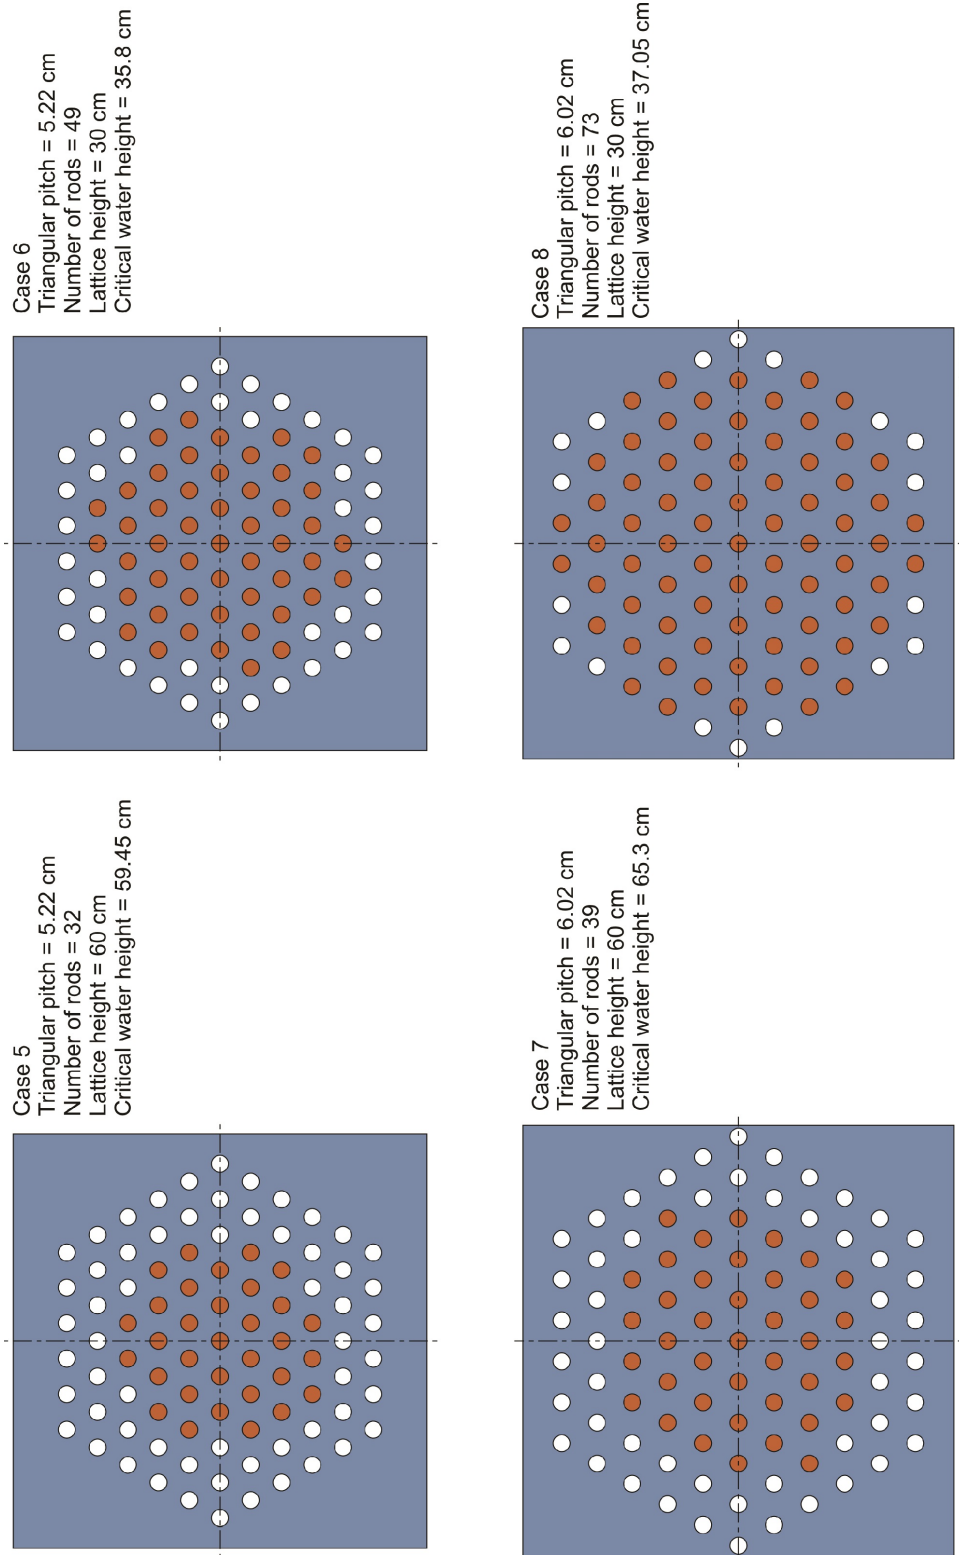 Case 5
Triangular pitch = 5.22 cm
Number of rods = 32
Lattice height = 60 cm
Critical water height = 59.45 cm
Case 6
Triangular pitch = 5.22 cm
Number of rods = 49
Lattice height = 30 cm
Critical water height = 35.8 cm
Case 7
Triangular pitch = 6.02 cm
Number of rods = 39
Lattice height = 60 cm
Critical water height = 65.3 cm
Case 8
Triangular pitch = 6.02 cm
Number of rods = 73
Lattice height = 30 cm
Critical water height = 37.05 cm